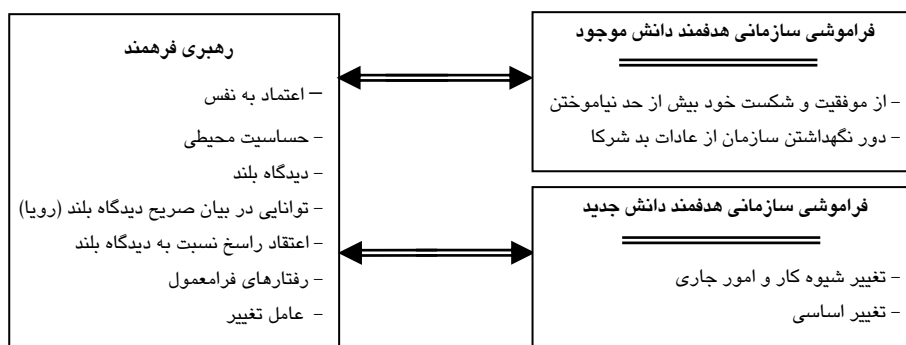 رهبری فرهمند
– اعتماد به نفس
- حساسیت محیطی
- دیدگاه بلند
- توانایی در بیان صریح دیدگاه بلند (رویا)
- اعتقاد راسخ نسبت به دیدگاه بلند
- رفتارهای فرامعمول
- عامل تغییر
فراموشی سازمانی هدفمند دانش موجود
- از موفقیت و شکست خود بیش از حد نیاموختن
- دور نگهداشتن سازمان از عادات بد شرکا
فراموشی سازمانی هدفمند دانش جدید
- تغییر شیوه کار و امور جاری
- تغییر اساسی